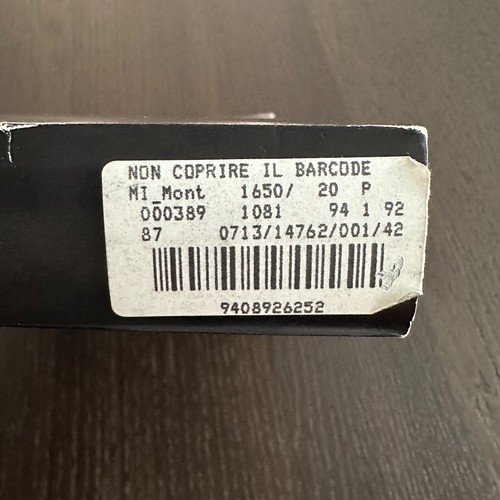 NON COPRIRE IL BARCODE
MI_Mont 1650/ 20 P
000389 1081 94 1 92
87 0713/14762/001/42
9408926252